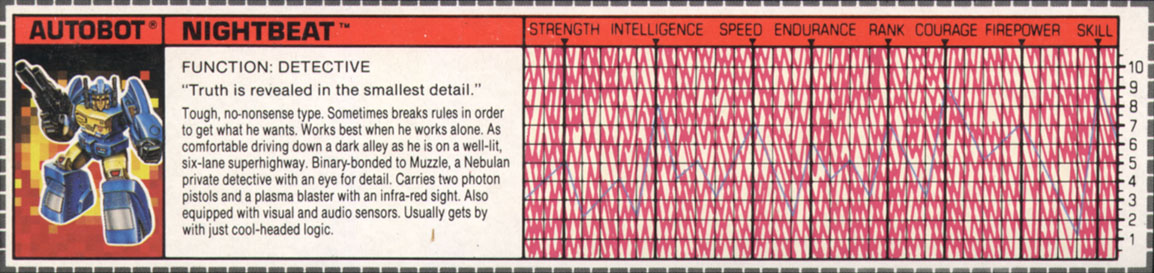 AUTOBOT®
NIGHTBEAT™
STRENGTH INTELLIGENCE SPEED ENDURANCE RANK COURAGE FIREPOWER SKILL
FUNCTION: DETECTIVE
"Truth is revealed in the smallest detail."
Tough, no-nonsense type. Sometimes breaks rules in order
to get what he wants. Works best when he works alone. As
comfortable driving down a dark alley as he is on a well-lit,
six-lane superhighway. Binary-bonded to Muzzle, a Nebulan
private detective with an eye for detail. Carries two photon
pistols and a plasma blaster with an infra-red sight. Also
equipped with visual and audio sensors. Usually gets by
with just cool-headed logic.
10
9
8
7
6
5
4
3
2
1